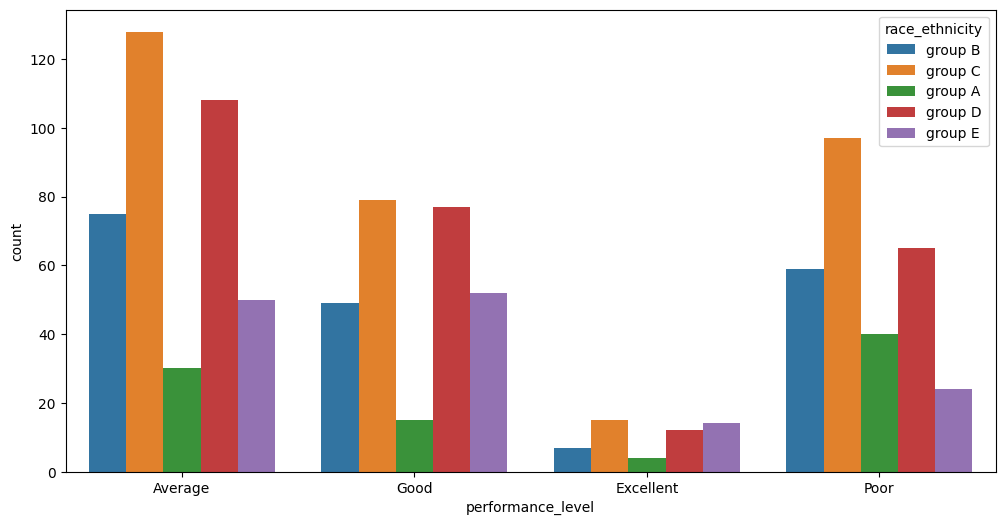 race_ethnicity
group B
group C
group A
group D
group E
count
120
100
80
60
40
20
0
Average Good Excellent Poor
performance_level